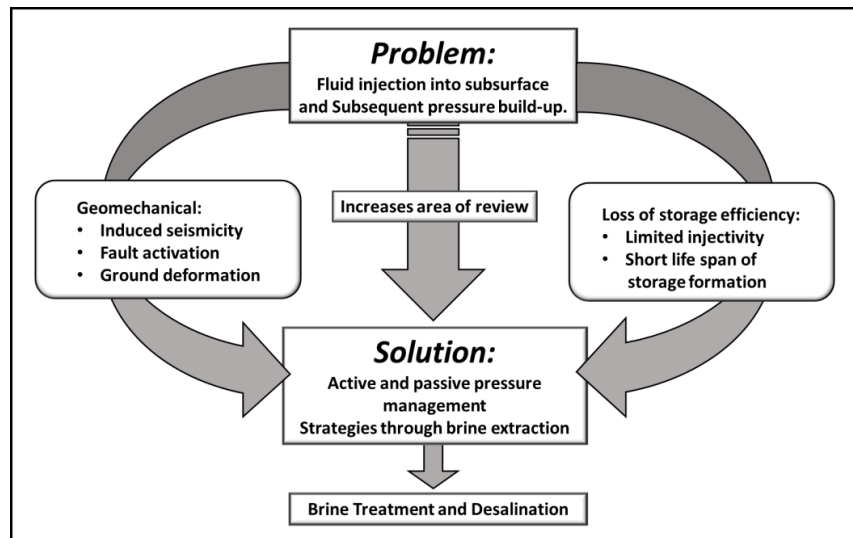 Problem:
Fluid injection into subsurface
and Subsequent pressure build-up.
Geomechanical:
• Induced seismicity
• Fault activation
• Ground deformation
Increases area of review
Loss of storage efficiency:
• Limited injectivity
• Short life span of
storage formation
Solution:
Active and passive pressure
management
Strategies through brine extraction
Brine Treatment and Desalination